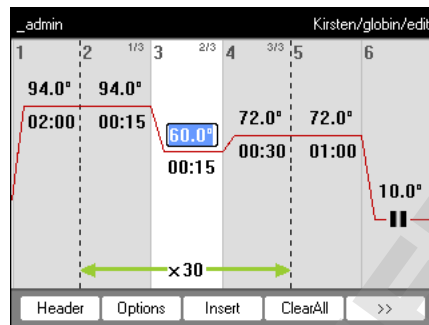 _admin Kirsten/globin/edit
1 2 1/3 3 2/3 4 3/3 5 6
94.0° 94.0° 60.0° 72.0° 72.0° 10.0°
02:00 00:15 00:15 00:30 01:00
×30
Header Options Insert ClearAll >>